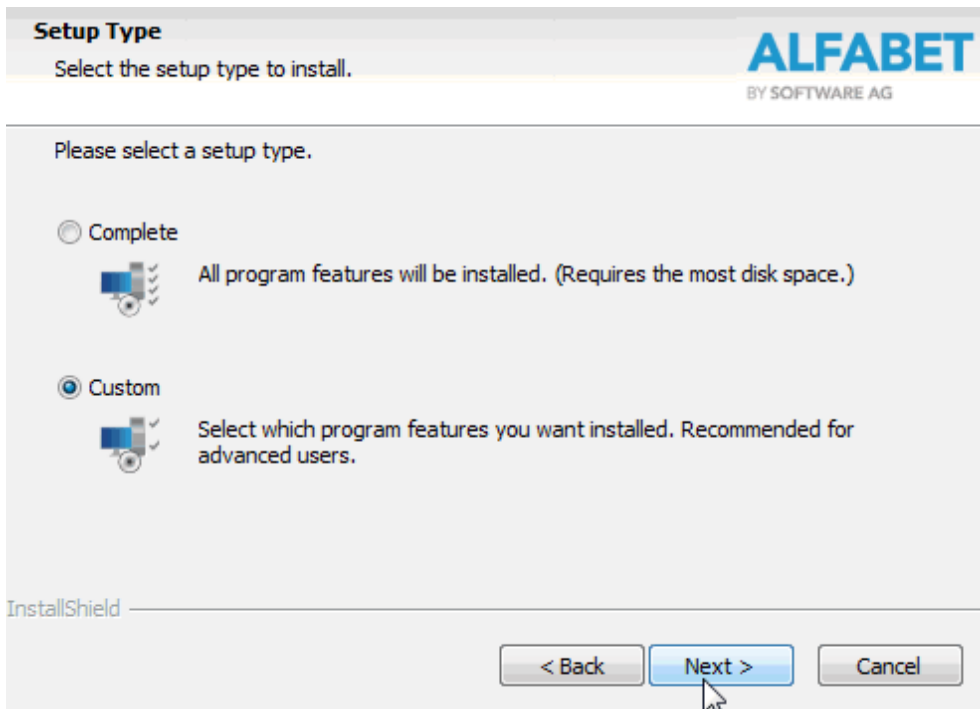 Setup Type
Select the setup type to install.
ALFABET
BY SOFTWARE AG
Please select a setup type.
Complete
All program features will be installed. (Requires the most disk space.)
Custom
Select which program features you want installed. Recommended for
advanced users.
InstallShield
< Back
Next >
Cancel